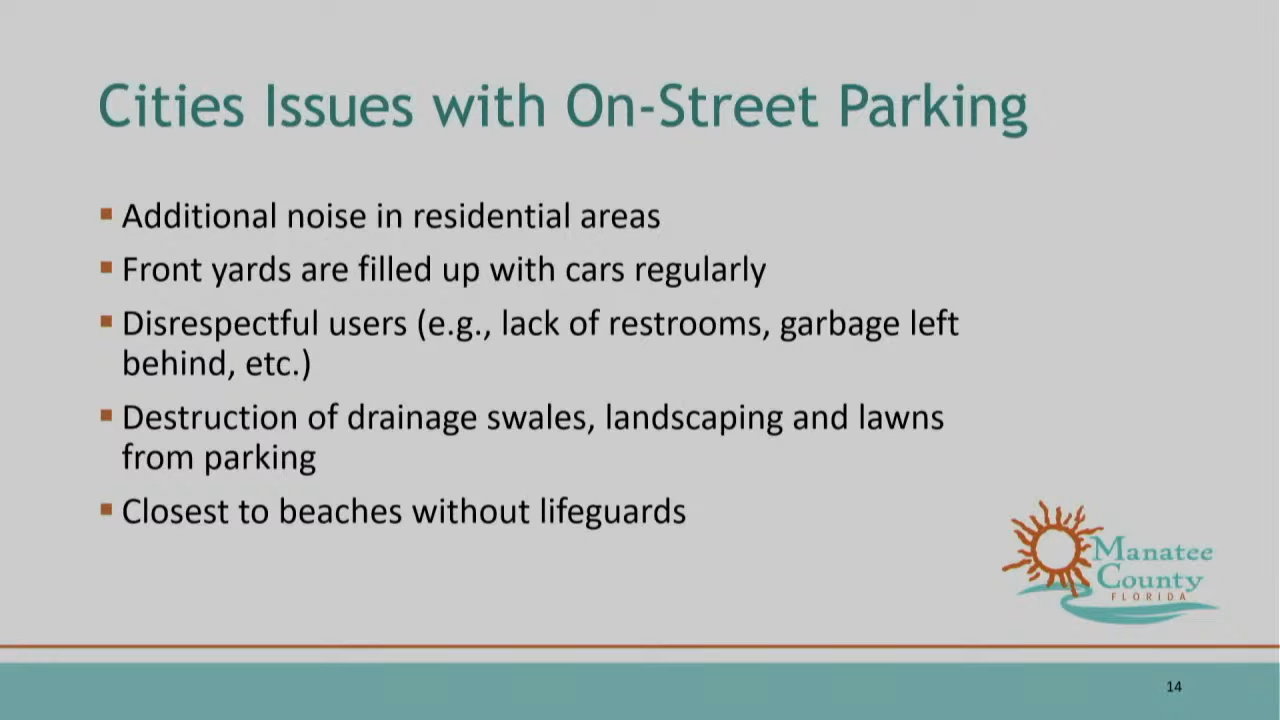 Cities Issues with On-Street Parking
▪ Additional noise in residential areas
▪ Front yards are filled up with cars regularly
▪ Disrespectful users (e.g., lack of restrooms, garbage left
behind, etc.)
▪ Destruction of drainage swales, landscaping and lawns
from parking
▪ Closest to beaches without lifeguards
Manatee
County
FLORIDA
14